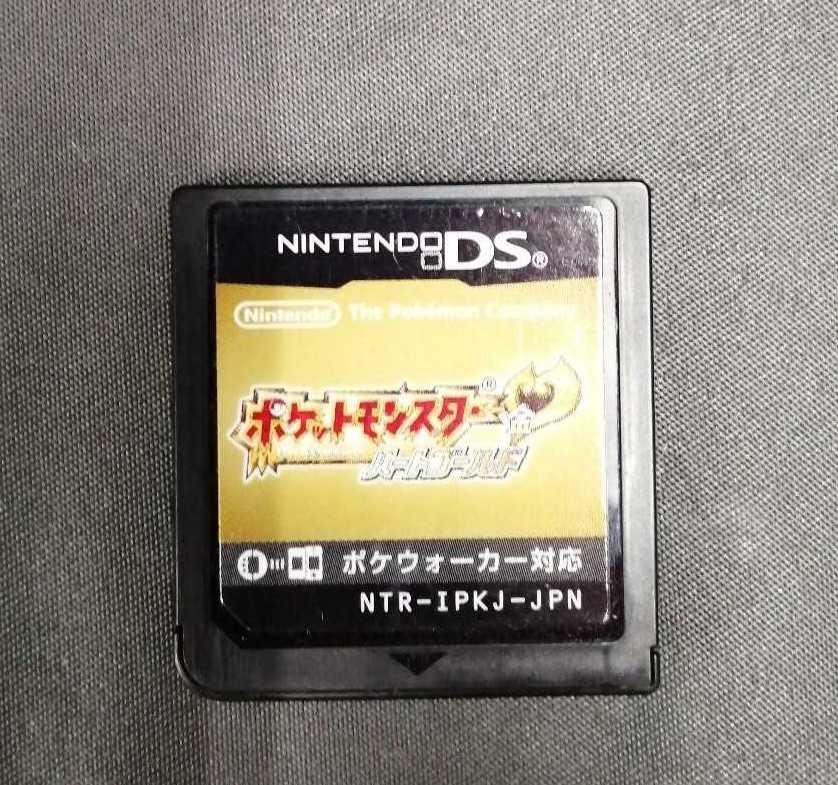 NINTENDO DS®
Nintendo® The Pokémon Company
ポケットモンスター®
金
ハートゴールド
ポケウォーカー対応
NTR-IPKJ-JPN